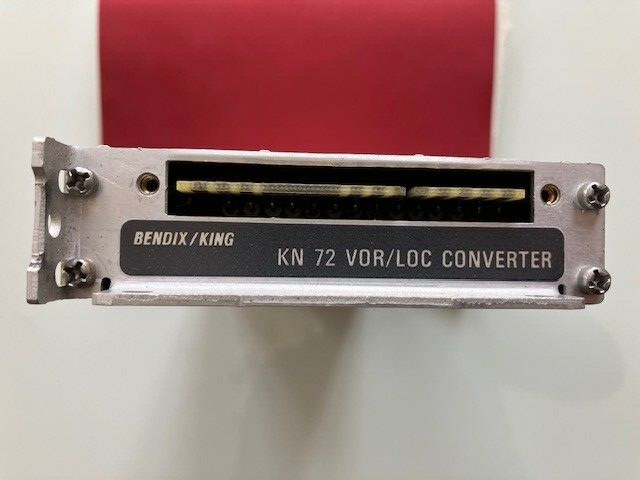 BENDIX/KING
KN 72 VOR/LOC CONVERTER